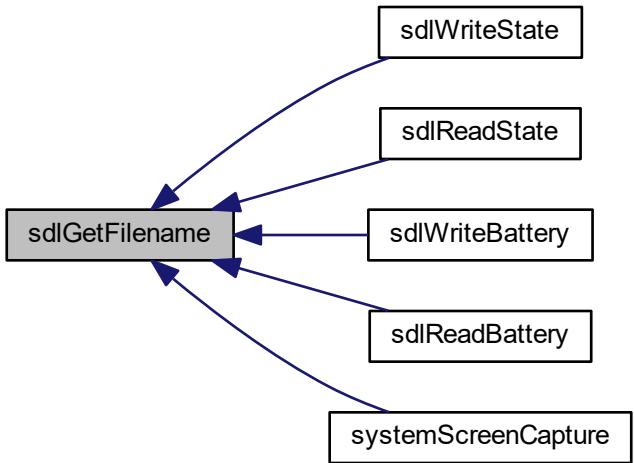 sdlWriteState
sdlReadState
sdlGetFilename
sdlWriteBattery
sdlReadBattery
systemScreenCapture